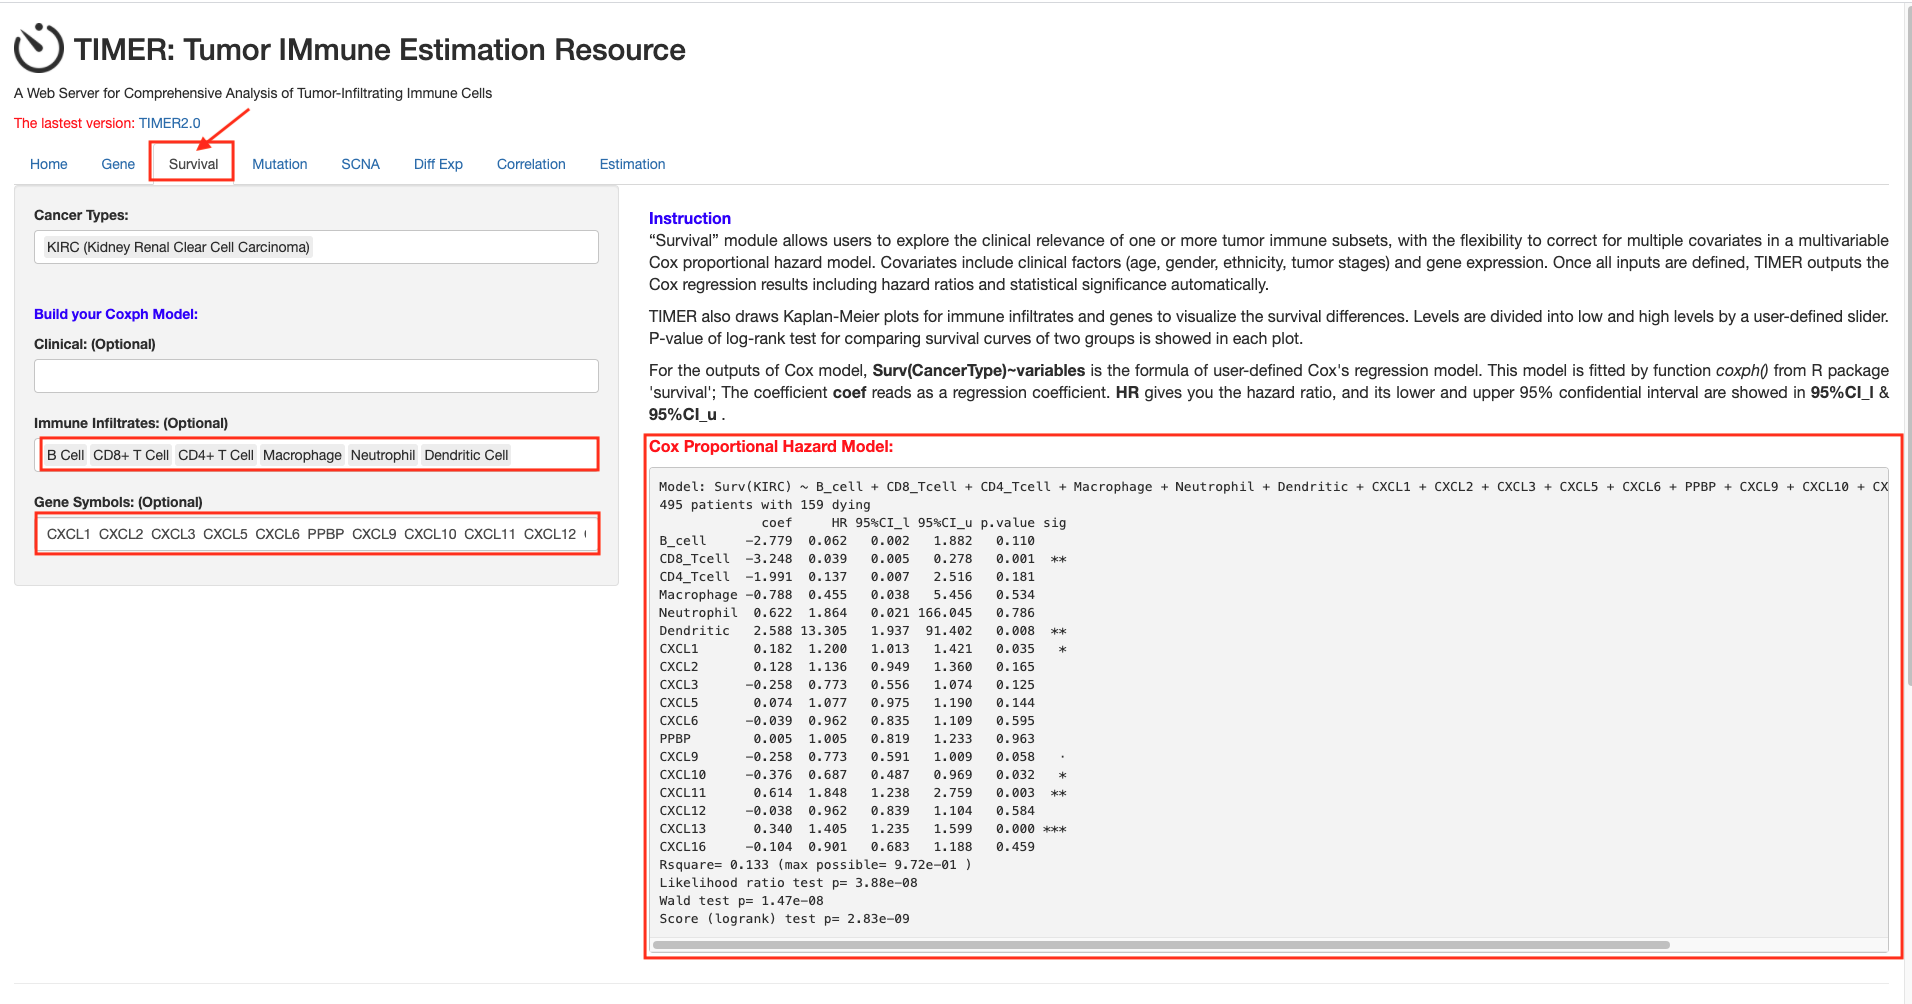 TIMER: Tumor IMmune Estimation Resource
A Web Server for Comprehensive Analysis of Tumor-Infiltrating Immune Cells
The lastest version: TIMER2.0
Home Gene Survival Mutation SCNA Diff Exp Correlation Estimation
Cancer Types:
KIRC (Kidney Renal Clear Cell Carcinoma)
Build your Coxph Model:
Clinical: (Optional)
Immune Infiltrates: (Optional)
B Cell CD8+ T Cell CD4+ T Cell Macrophage Neutrophil Dendritic Cell
Gene Symbols: (Optional)
CXCL1 CXCL2 CXCL3 CXCL5 CXCL6 PPBP CXCL9 CXCL10 CXCL11 CXCL12
Instruction
“Survival” module allows users to explore the clinical relevance of one or more tumor immune subsets, with the flexibility to correct for multiple covariates in a multivariable
Cox proportional hazard model. Covariates include clinical factors (age, gender, ethnicity, tumor stages) and gene expression. Once all inputs are defined, TIMER outputs the
Cox regression results including hazard ratios and statistical significance automatically.
TIMER also draws Kaplan-Meier plots for immune infiltrates and genes to visualize the survival differences. Levels are divided into low and high levels by a user-defined slider.
P-value of log-rank test for comparing survival curves of two groups is showed in each plot.
For the outputs of Cox model, Surv(CancerType)~variables is the formula of user-defined Cox's regression model. This model is fitted by function coxph() from R package
'survival'; The coefficient coef reads as a regression coefficient. HR gives you the hazard ratio, and its lower and upper 95% confidential interval are showed in 95%CI_l &
95%CI_u .
Cox Proportional Hazard Model:
Model: Surv(KIRC) ~ B_cell + CD8_Tcell + CD4_Tcell + Macrophage + Neutrophil + Dendritic + CXCL1 + CXCL2 + CXCL3 + CXCL5 + CXCL6 + PPBP + CXCL9 + CXCL10 + CX
495 patients with 159 dying
coef HR 95%CI_l 95%CI_u p.value sig
B_cell −2.779 0.062 0.002 1.882 0.110
CD8_Tcell −3.248 0.039 0.005 0.278 0.001 **
CD4_Tcell −1.991 0.137 0.007 2.516 0.181
Macrophage −0.788 0.455 0.038 5.456 0.534
Neutrophil 0.622 1.864 0.021 166.045 0.786
Dendritic 2.588 13.305 1.937 91.402 0.008 **
CXCL1 0.182 1.200 1.013 1.421 0.035 *
CXCL2 0.128 1.136 0.949 1.360 0.165
CXCL3 −0.258 0.773 0.556 1.074 0.125
CXCL5 0.074 1.077 0.975 1.190 0.144
CXCL6 −0.039 0.962 0.835 1.109 0.595
PPBP 0.005 1.005 0.819 1.233 0.963
CXCL9 −0.258 0.773 0.591 1.009 0.058 ·
CXCL10 −0.376 0.687 0.487 0.969 0.032 *
CXCL11 0.614 1.848 1.238 2.759 0.003 **
CXCL12 −0.038 0.962 0.839 1.104 0.584
CXCL13 0.340 1.405 1.235 1.599 0.000 ***
CXCL16 −0.104 0.901 0.683 1.188 0.459
Rsquare= 0.133 (max possible= 9.72e−01 )
Likelihood ratio test p= 3.88e−08
Wald test p= 1.47e−08
Score (logrank) test p= 2.83e−09